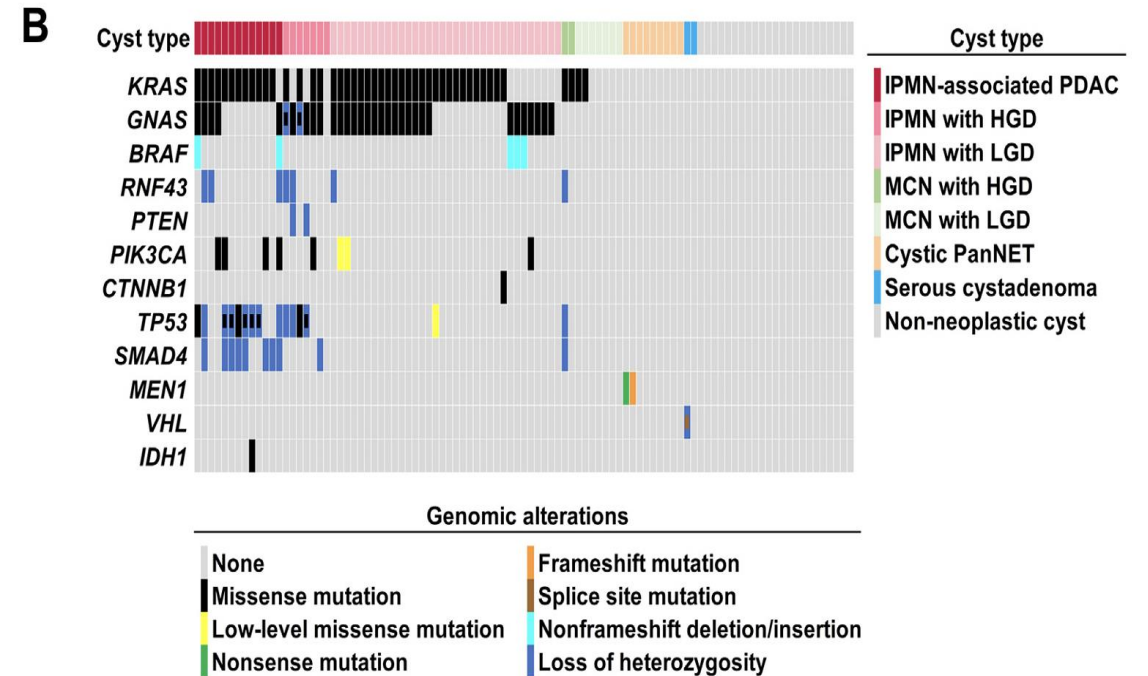 B
Cyst type
Cyst type
KRAS
IPMN-associated PDAC
GNAS
IPMN with HGD
BRAF
IPMN with LGD
RNF43
MCN with HGD
PTEN
MCN with LGD
PIK3CA
Cystic PanNET
CTNNB1
Serous cystadenoma
TP53
Non-neoplastic cyst
SMAD4
MEN1
VHL
IDH1
Genomic alterations
None
Frameshift mutation
Missense mutation
Splice site mutation
Low-level missense mutation
Nonframeshift deletion/insertion
Nonsense mutation
Loss of heterozygosity